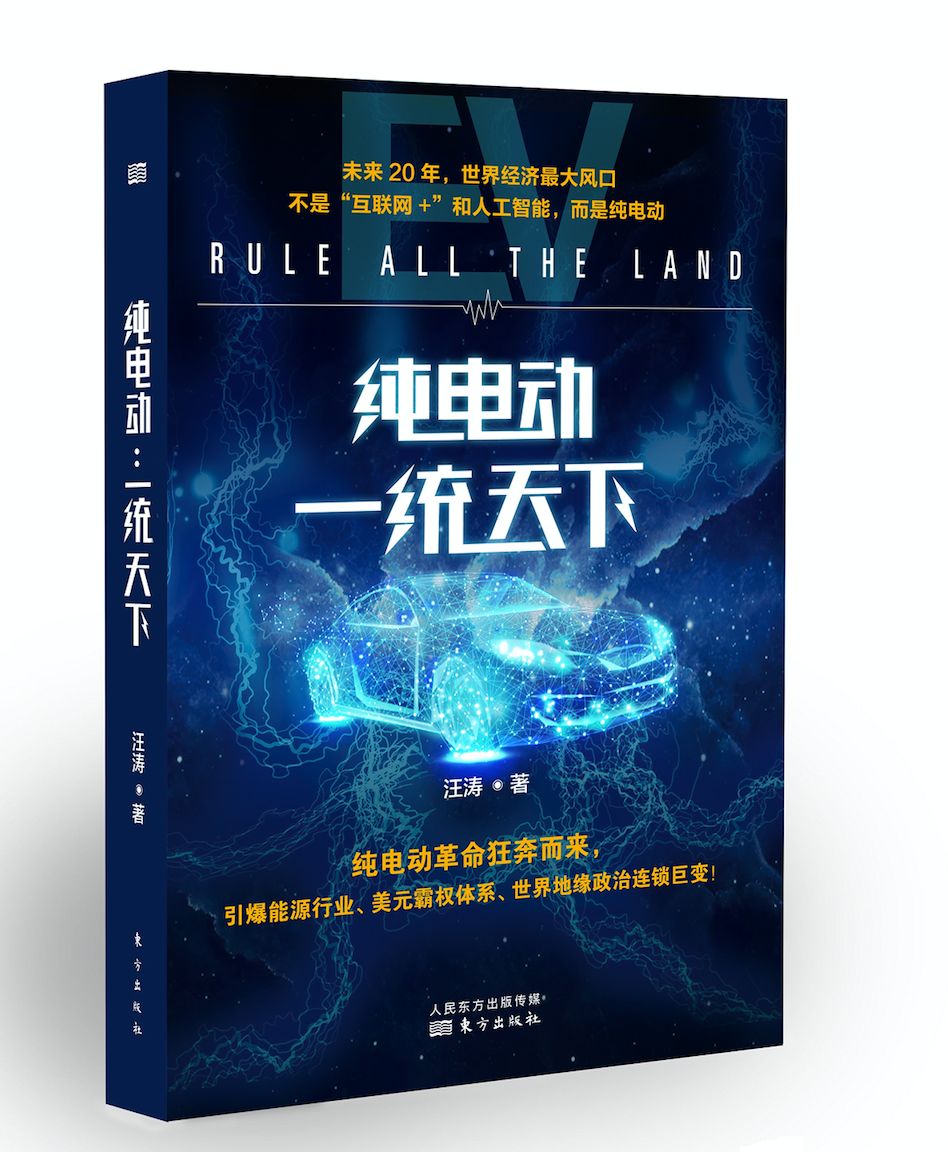 纯电动:一统天下
汪涛◉著
东方出版社
EV
未来 20 年，世界经济最大风口
不是“互联网 +”和人工智能，而是纯电动
RULE ALL THE LAND
纯电动
一统天下
汪涛 ◉ 著
纯电动革命狂奔而来，
引爆能源行业、美元霸权体系、世界地缘政治连锁巨变！
人民东方出版传媒
东方出版社